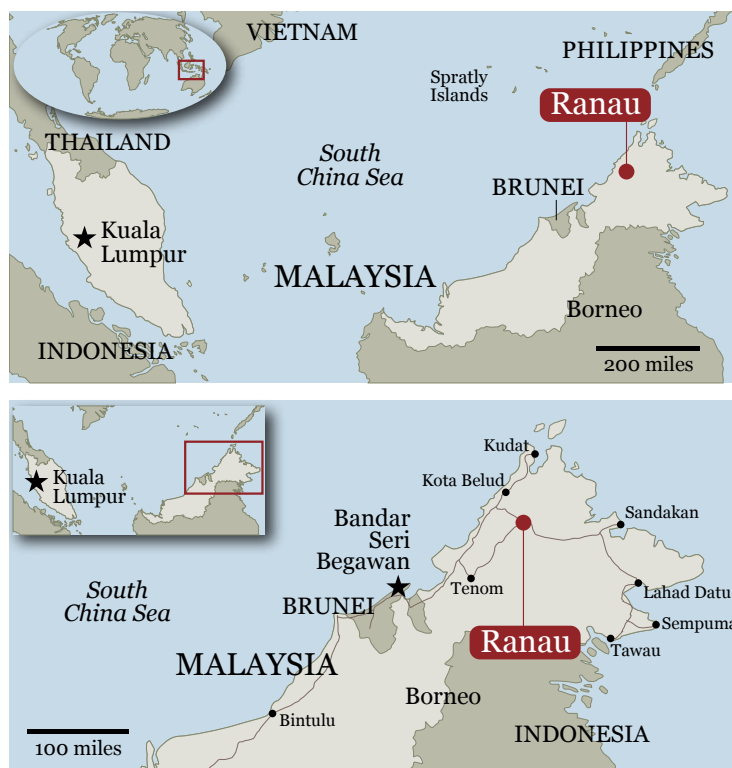 VIETNAM
PHILIPPINES
Spratly
Islands
Ranau
THAILAND
South
China Sea
BRUNEI
Kuala
Lumpur
MALAYSIA
Borneo
INDONESIA
200 miles
Kudat
Kuala
Lumpur
Kota Belud
Bandar
Seri
Begawan
Sandakan
South
China Sea
Tenom
Lahad Datu
BRUNEI
Sempuma
Ranau
Tawau
MALAYSIA
Borneo
Bintulu
INDONESIA
100 miles